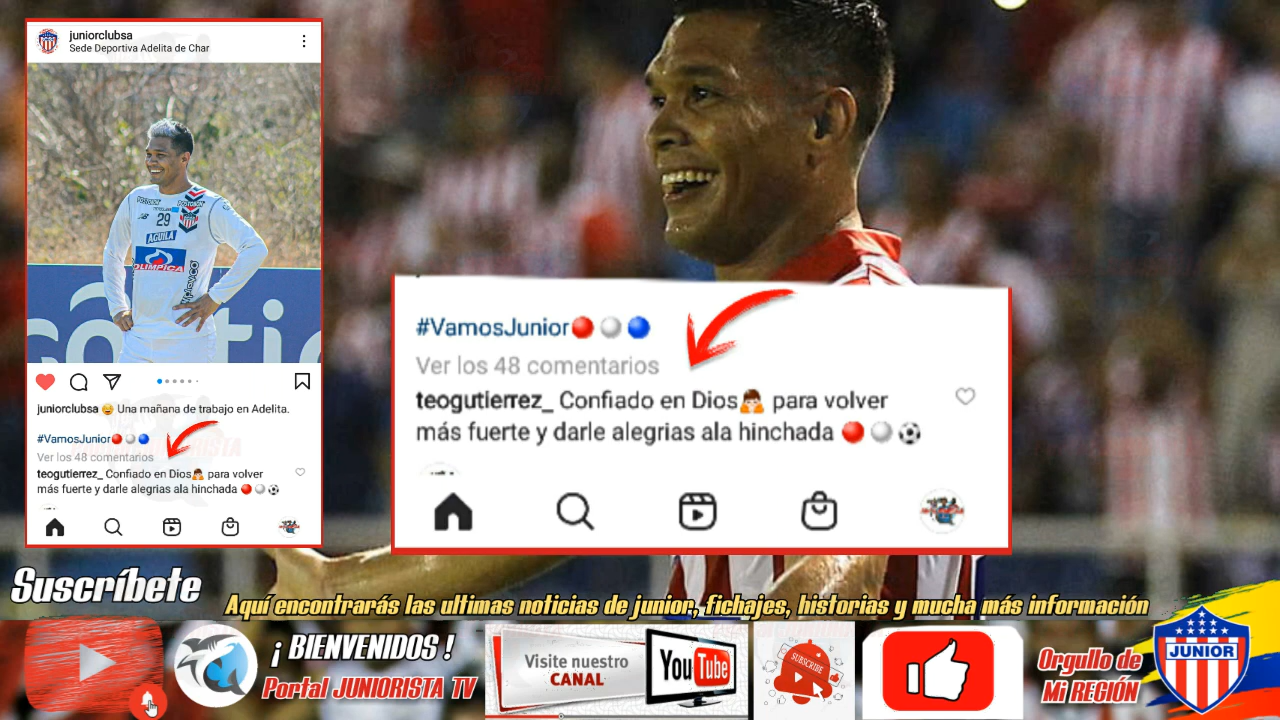 juniorclubsa
Sede Deportiva Adelita de Char
POSTOBON
POSTOBON
29
AGUILA
OLIMPICA
juniorclubsa 😅 Una mañana de trabajo en Adelita.
#VamosJunior🔴⚪🔵
Ver los 48 comentarios
teogutierrez_ Confiado en Dios🙏 para volver
más fuerte y darle alegrias ala hinchada 🔴⚪⚽
#VamosJunior🔴⚪🔵
Ver los 48 comentarios
teogutierrez_ Confiado en Dios🙏 para volver
más fuerte y darle alegrias ala hinchada 🔴⚪⚽
Suscríbete
Aquí encontrarás las ultimas noticias de junior, fichajes, historias y mucha más información
¡ BIENVENIDOS !
Portal JUNIORISTA TV
Visite nuestro
CANAL
YouTube
SUBSCRIBE
Orgullo de
Mi REGIÓN
JUNIOR